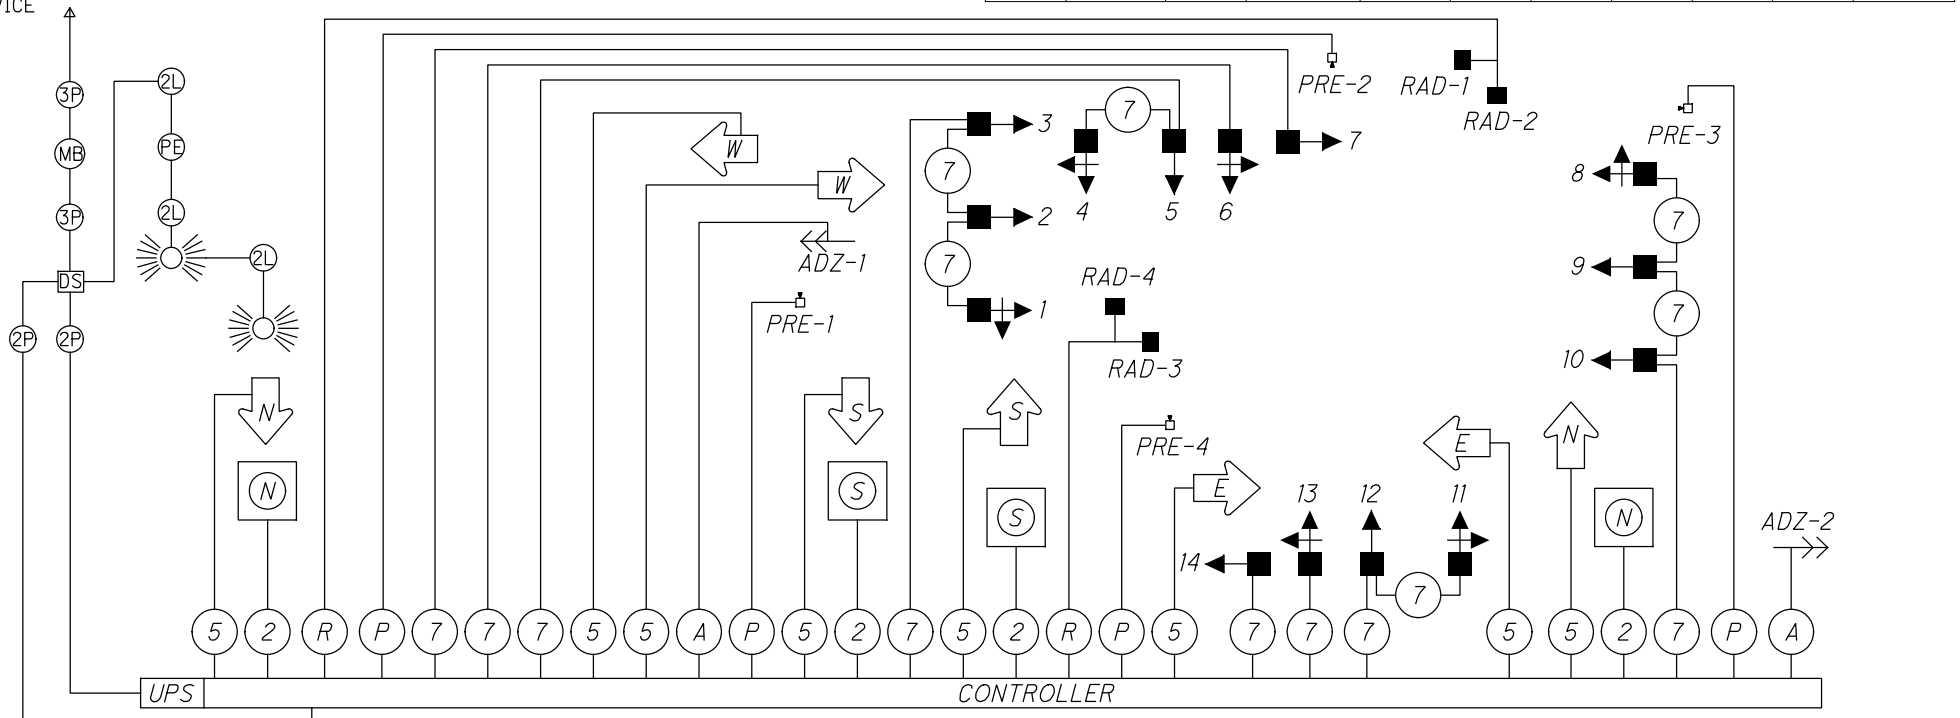 VICE
3P
MB
3P
DS
2P
2P
2L
PE
2L
2L
W
W
ADZ-1
PRE-1
N
N
S
S
S
S
3
7
2
7
1
7
4
5
6
7
PRE-2
RAD-1
RAD-2
PRE-3
RAD-4
RAD-3
PRE-4
E
E
N
N
8
7
9
7
10
13
12
11
14
7
ADZ-2
5 2 R P 7 7 7 5 5 A P 5 2 7 5 2 R P 5 7 7 7 5 5 2 7 P A
UPS CONTROLLER